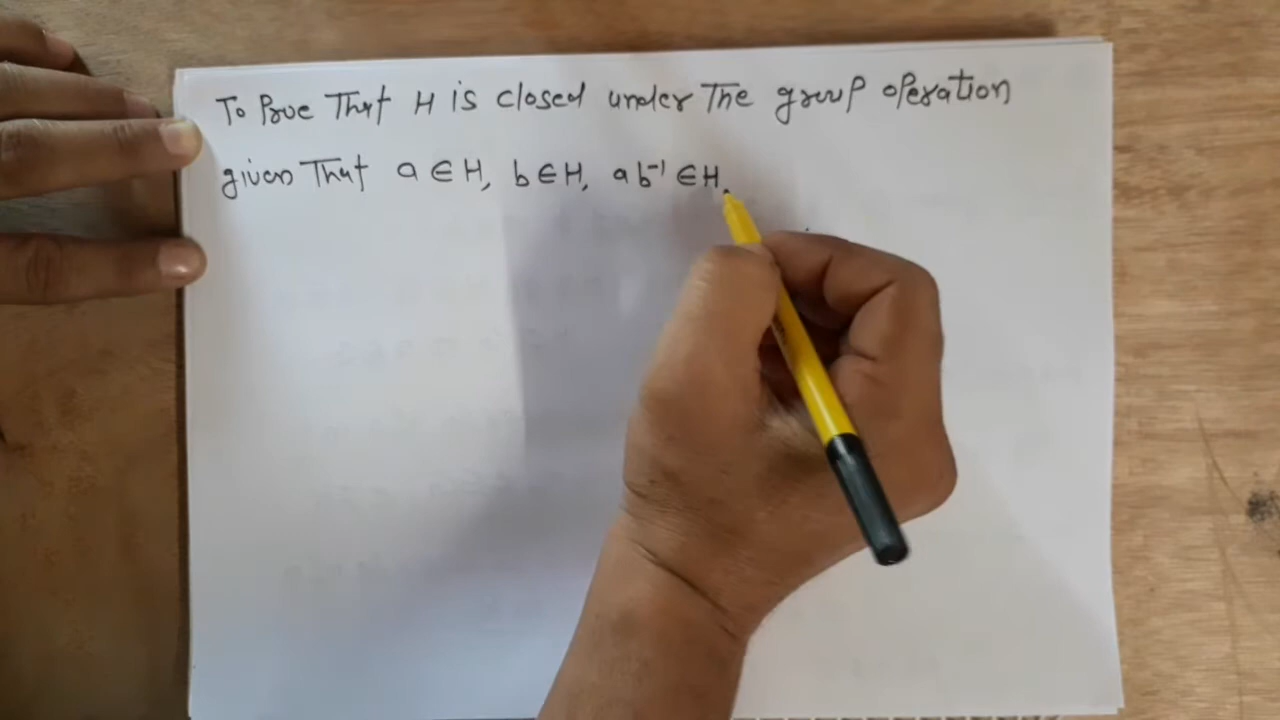 To Prove That H is closed under The group operation
given That a ∈ H, b ∈ H, ab⁻¹ ∈ H.